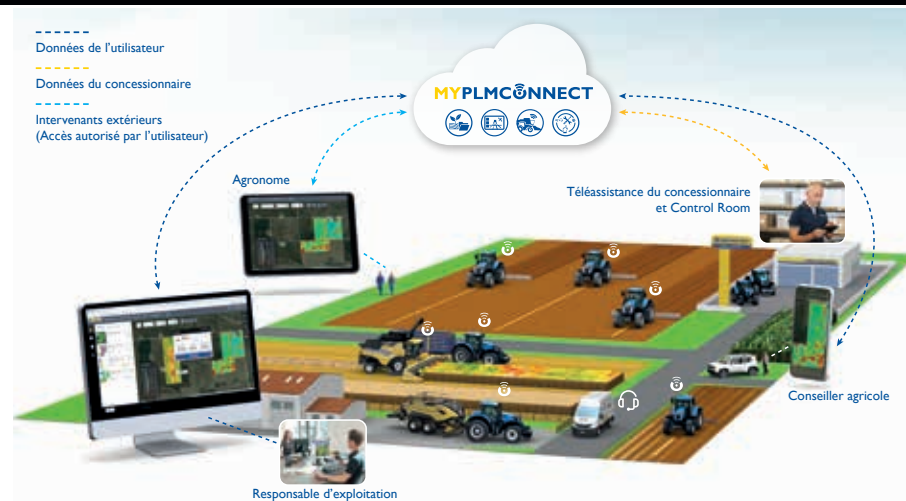 Données de l'utilisateur
Données du concessionnaire
Intervenants extérieurs
(Accès autorisé par l'utilisateur)
MYPLMCONNECT
Agronome
Téléassistance du concessionnaire
et Control Room
Conseiller agricole
Responsable d'exploitation